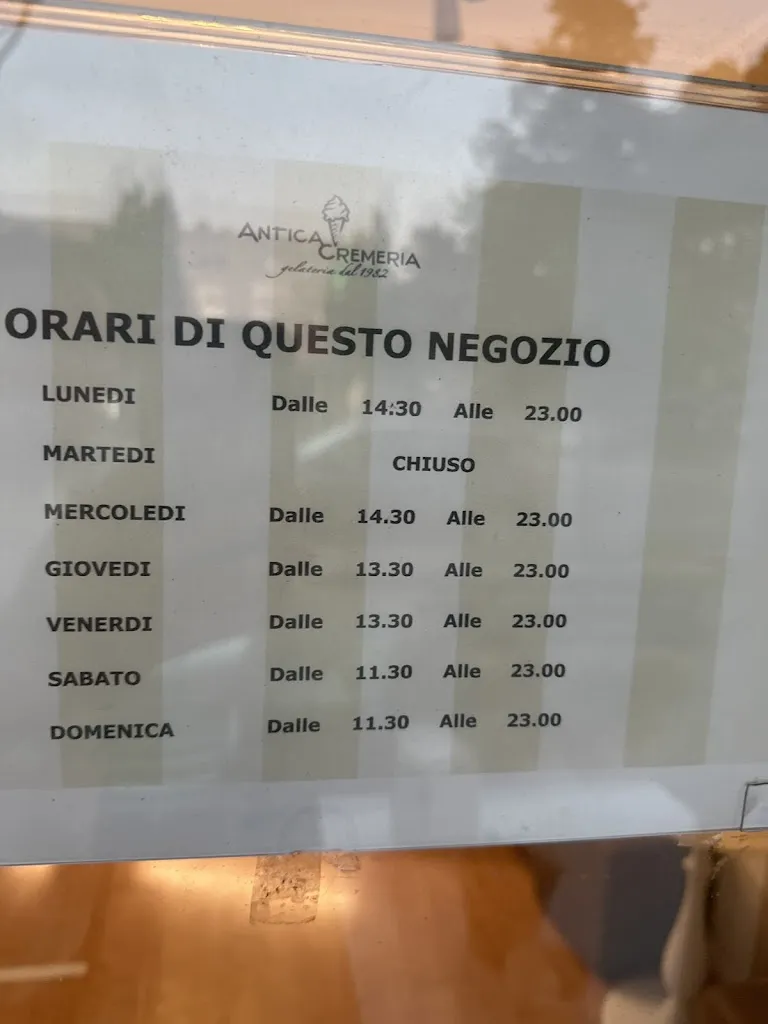 ANTICA
CREMERIA
gelateria dal 1982
ORARI DI QUESTO NEGOZIO
LUNEDI Dalle 14:30 Alle 23.00
MARTEDI CHIUSO
MERCOLEDI Dalle 14.30 Alle 23.00
GIOVEDI Dalle 13.30 Alle 23.00
VENERDI Dalle 13.30 Alle 23.00
SABATO Dalle 11.30 Alle 23.00
DOMENICA Dalle 11.30 Alle 23.00